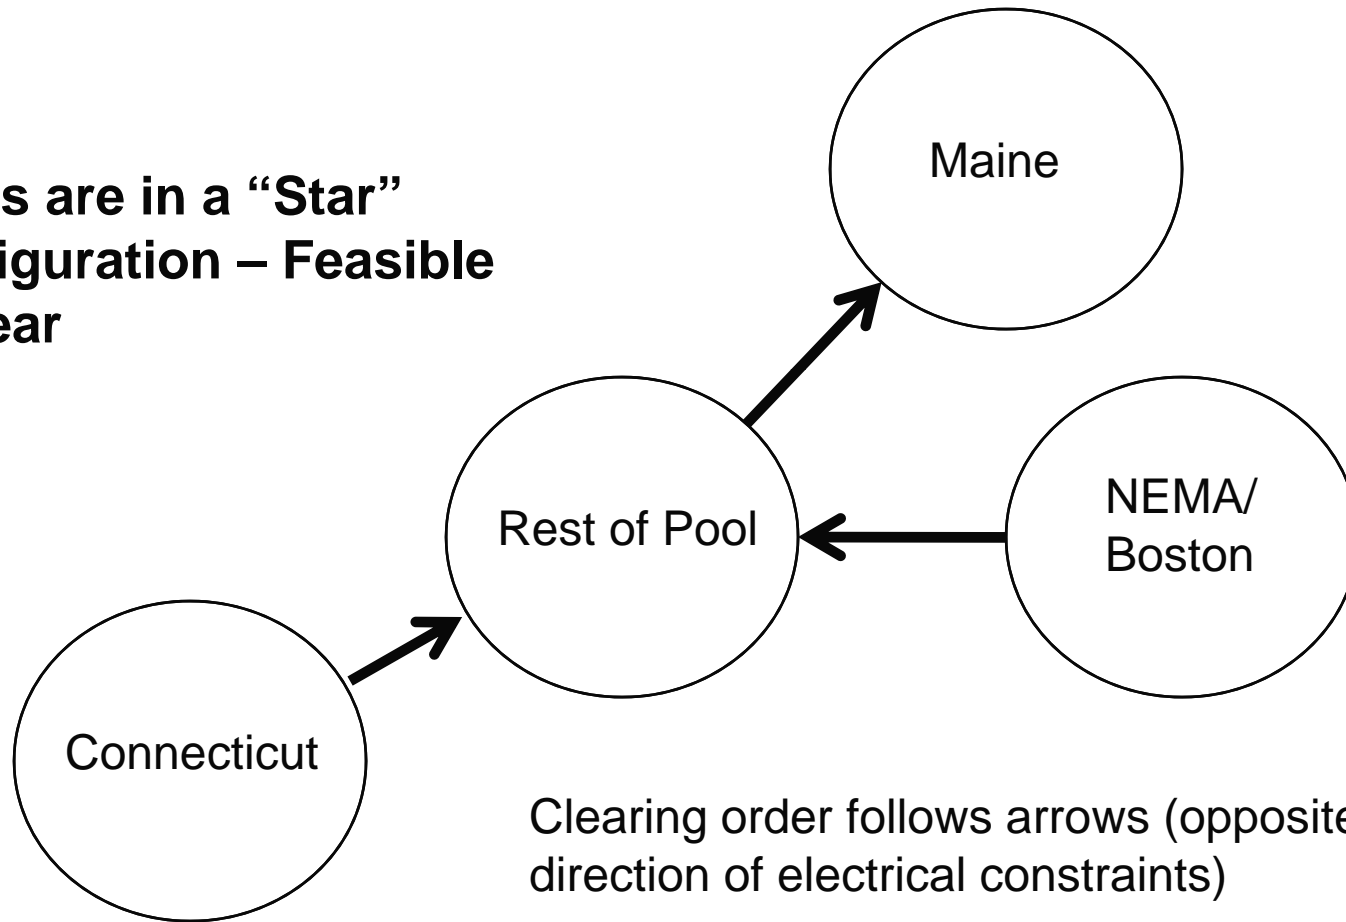 Maine
s are in a “Star”
iguration – Feasible
ear
NEMA/
Boston
Rest of Pool
Connecticut
Clearing order follows arrows (opposite
direction of electrical constraints)